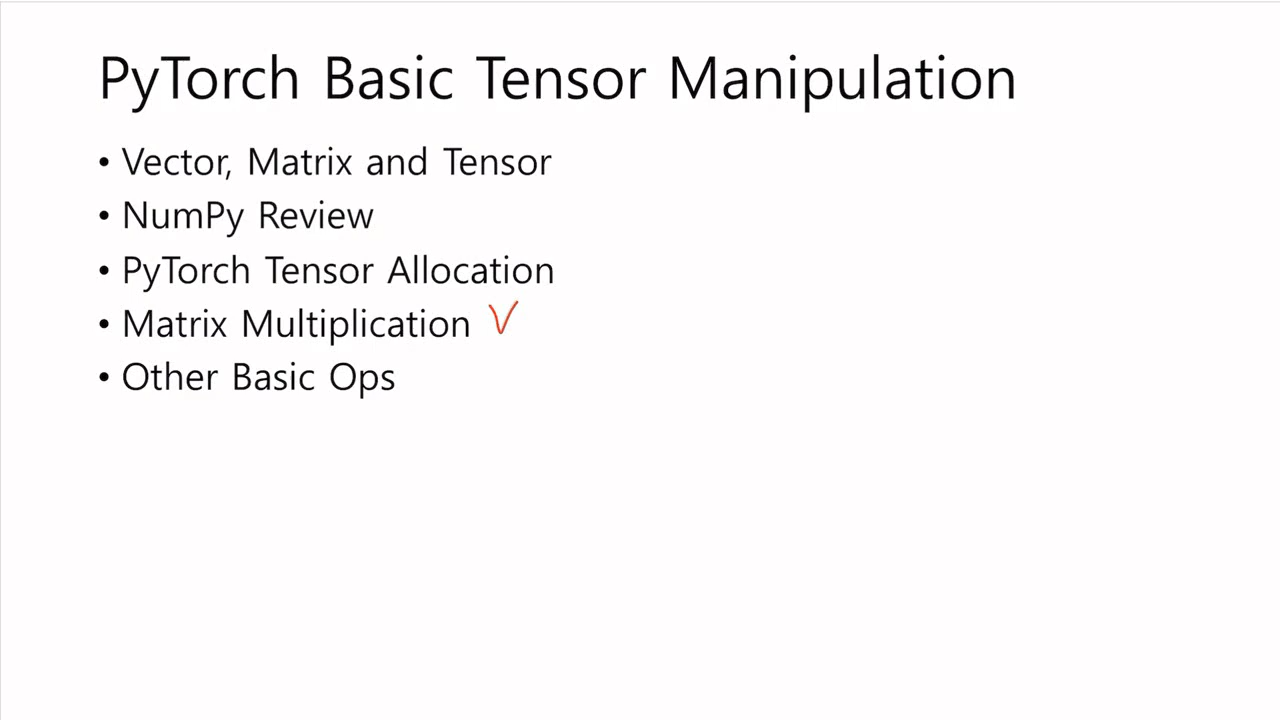 PyTorch Basic Tensor Manipulation
• Vector, Matrix and Tensor
• NumPy Review
• PyTorch Tensor Allocation
• Matrix Multiplication
• Other Basic Ops